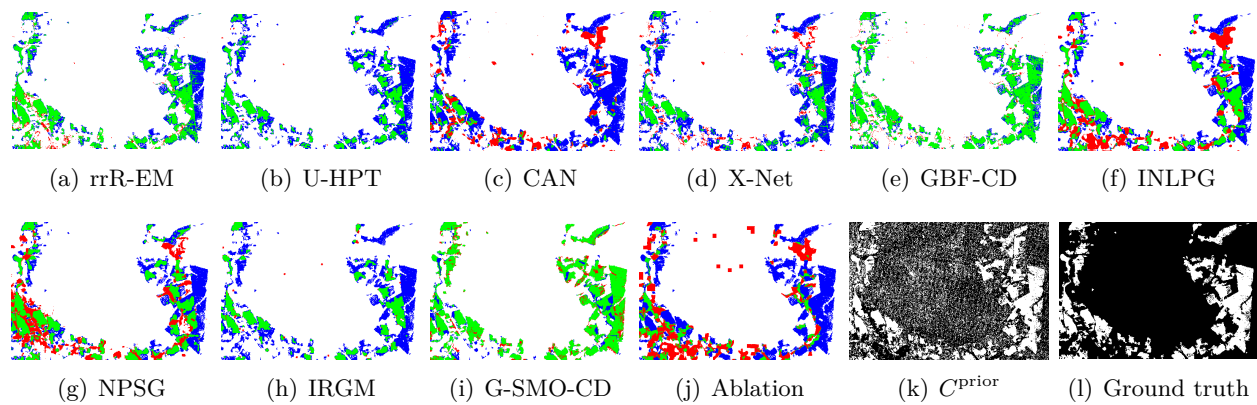 (a) rrR-EM (b) U-HPT (c) CAN (d) X-Net (e) GBF-CD (f) INLPG
(g) NPSG (h) IRGM (i) G-SMO-CD (j) Ablation (k) C^prior (l) Ground truth